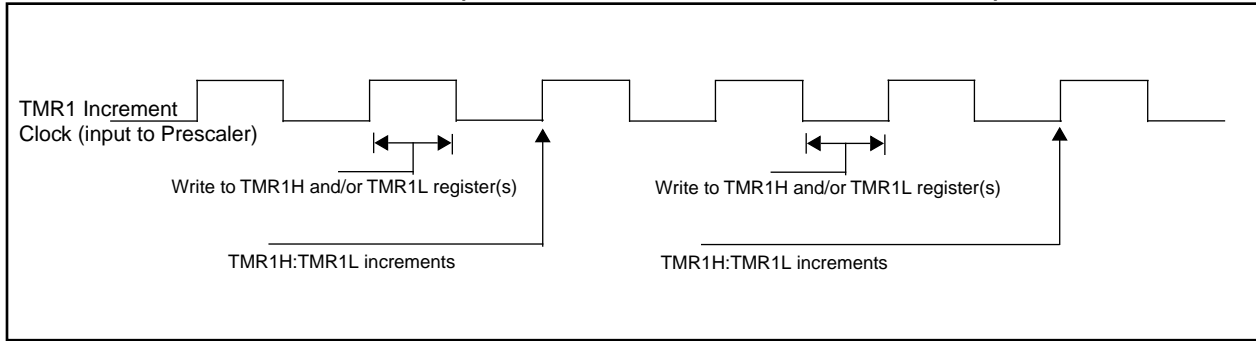 TMR1 Increment
Clock (input to Prescaler)
Write to TMR1H and/or TMR1L register(s)
Write to TMR1H and/or TMR1L register(s)
TMR1H:TMR1L increments
TMR1H:TMR1L increments